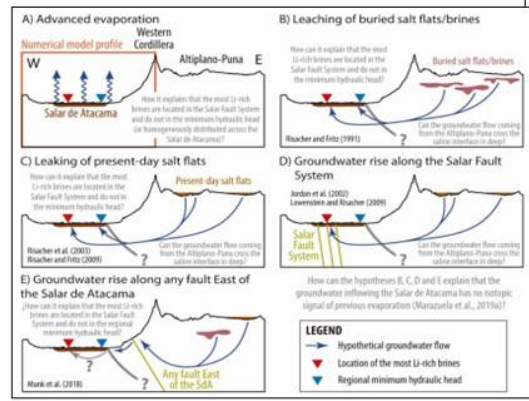 A) Advanced evaporation
Western
Cordillera
Numerical model profile
Altiplano-Puna
W
E
Salar de Atacama
How it explain that the most Li-rich
brines are located in the Salar Fault System
and do not in the minimum hydraulic head
(or homogeneously distributed across the
Salar de Atacama)?
B) Leaching of buried salt flats/brines
How can it explain that the most
Li-rich brines are located in the
Salar Fault System and do not in
the minimum hydraulic head?
Buried salt flats/brines
Risacher and Fritz (1991)
?
Can the groundwater flow coming
from the Altiplano-Puna cross the
saline interface in deep?
C) Leaking of present-day salt flats
How can it explain that the most
Li-rich brines are located in the
Salar Fault System and do not in
the minimum hydraulic head?
Present-day salt flats
Risacher et al. (2003)
Risacher and Fritz (2009)
?
Can the groundwater flow coming
from the Altiplano-Puna cross the
saline interface in deep?
D) Groundwater rise along the Salar Fault
System
Jordan et al. (2002)
Lowenstein and Risacher (2009)
Salar
Fault
System
?
Can the groundwater flow coming
from the Altiplano-Puna cross the
saline interface in deep?
E) Groundwater rise along any fault East of
the Salar de Atacama
¿How can it explain that the most Li-rich
brines are located in the Salar Fault
System and do not in the regional
minimum hydraulic head?
?
?
Any fault East
of the SdA
Munk et al. (2018)
How can the hypotheses B, C, D and E explain that the
groundwater inflowing the Salar de Atacama has no isotopic
signal of previous evaporation (Marazuela et al., 2019a)?
LEGEND
Hypothetical groundwater flow
Location of the most Li-rich brines
Regional minimum hydraulic head